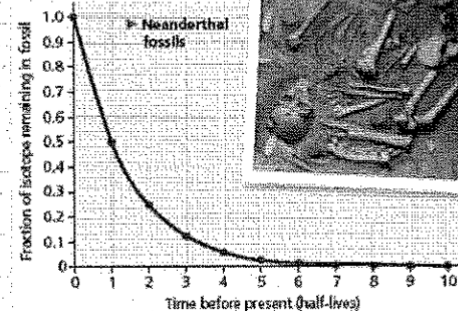 Fraction of isotope remaining in fossil
1.0
0.9
0.8
0.7
0.6
0.5
0.4
0.3
0.2
0.1
0
▶ Neanderthal
fossils
0 1 2 3 4 5 6 7 8 9 10
Time before present (half-lives)